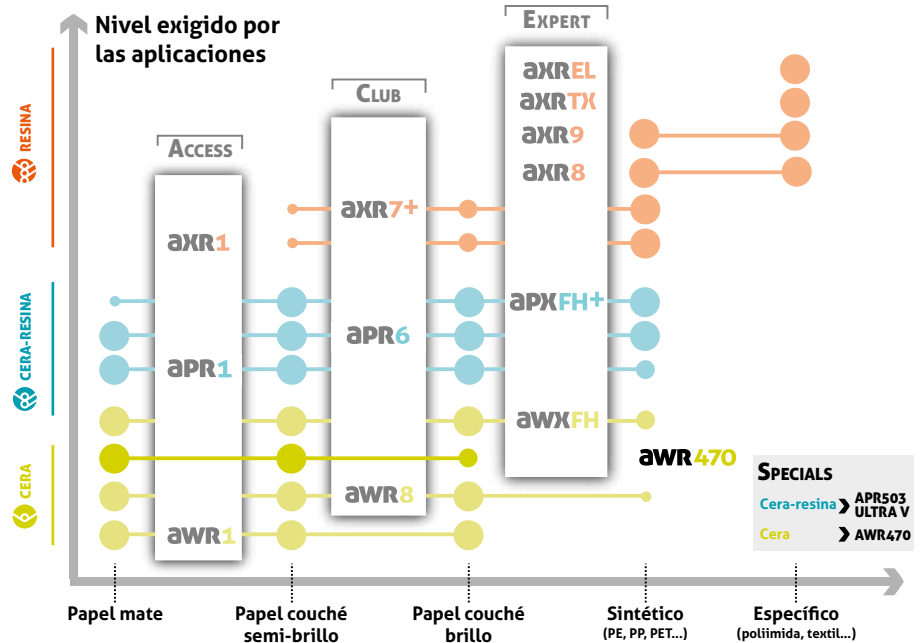 Nivel exigido por
las aplicaciones
EXPERT
CLUB
ACCESS
aXREL
aXRTX
aXR9
aXR8
aXR7+
aXR1
aPXFH+
aPR6
aPR1
aWXFH
aWR470
aWR8
aWR1
RESINA
CERA-RESINA
CERA
SPECIALS
Cera-resina APR503
ULTRA V
Cera AWR470
Papel mate
Papel couché
semi-brillo
Papel couché
brillo
Sintético
(PE, PP, PET...)
Específico
(poliimida, textil...)